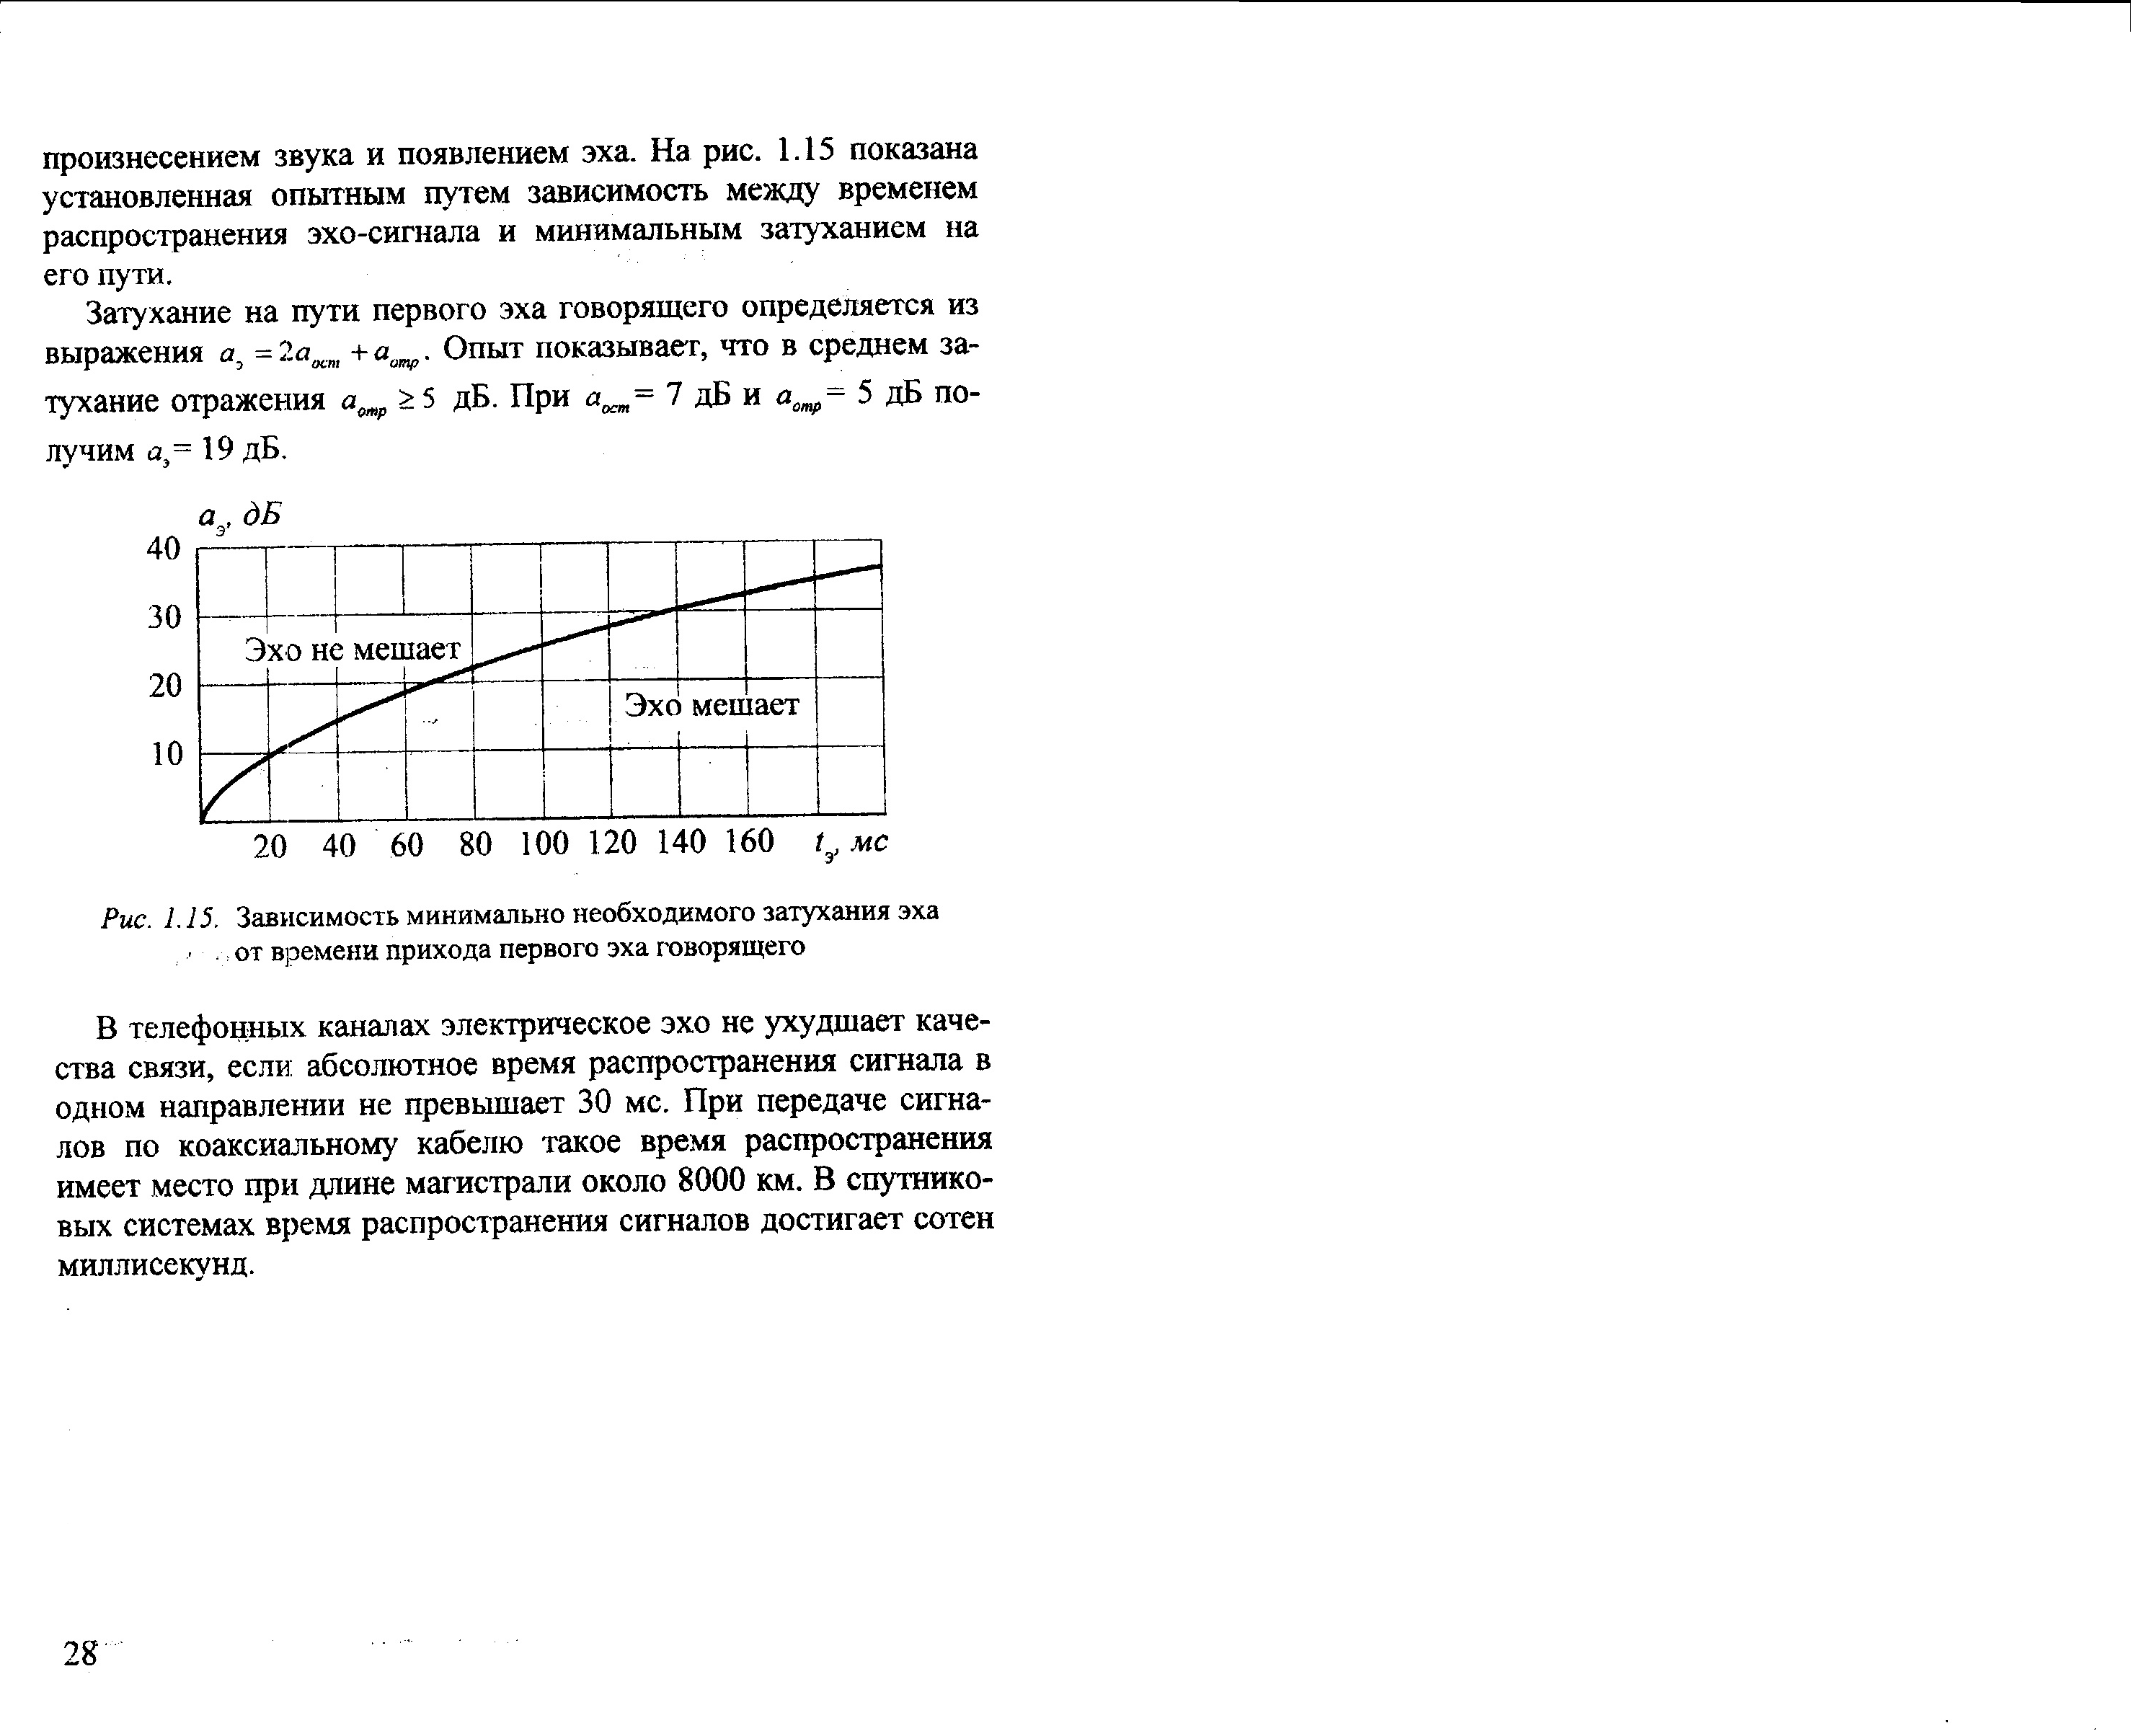 произнесением звука и появлением эха. На рис. 1.15 показана
установленная опытным путем зависимость между временем
распространения эхо-сигнала и минимальным затуханием на
его пути.
Затухание на пути первого эха говорящего определяется из
выражения aэ = 2aост + aотр. Опыт показывает, что в среднем за-
тухание отражения aотр ≥ 5 дБ. При aост = 7 дБ и aотр = 5 дБ по-
лучим aэ = 19 дБ.
aэ, дБ
40
30
Эхо не мешает
20
Эхо мешает
10
20 40 60 80 100 120 140 160 tэ, мс
Рис. 1.15. Зависимость минимально необходимого затухания эха
от времени прихода первого эха говорящего
В телефонных каналах электрическое эхо не ухудшает каче-
ства связи, если абсолютное время распространения сигнала в
одном направлении не превышает 30 мс. При передаче сигна-
лов по коаксиальному кабелю такое время распространения
имеет место при длине магистрали около 8000 км. В спутнико-
вых системах время распространения сигналов достигает сотен
миллисекунд.
28